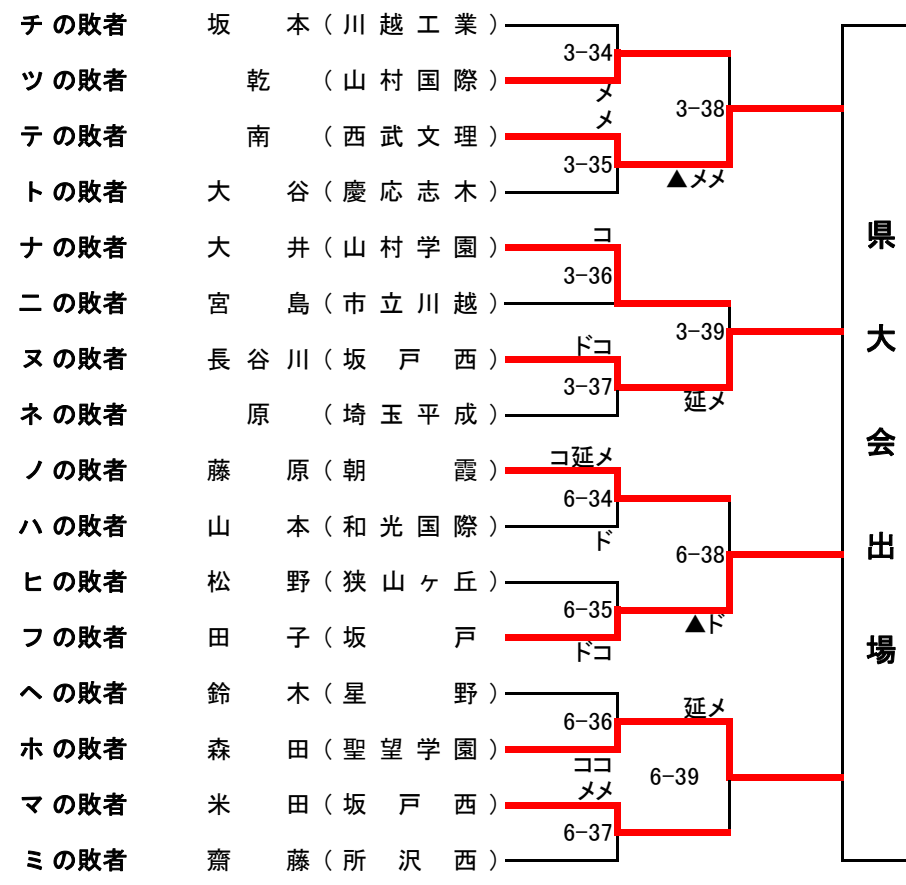 チ の敗者 坂 本 ( 川 越 工 業 )
3-34
ツ の敗者 乾 ( 山 村 国 際 )
メ
3-38
メ
テ の敗者 南 ( 西 武 文 理 )
3-35
▲メメ
ト の敗者 大 谷 ( 慶 応 志 木 )
コ
ナ の敗者 大 井 ( 山 村 学 園 )
3-36
ニ の敗者 宮 島 ( 市 立 川 越 )
3-39
ドコ
ヌ の敗者 長 谷 川 ( 坂 戸 西 )
3-37
延メ
ネ の敗者 原 ( 埼 玉 平 成 )
コ延メ
ノ の敗者 藤 原 ( 朝 霞 )
6-34
ハ の敗者 山 本 ( 和 光 国 際 )
ド
6-38
ヒ の敗者 松 野 ( 狭 山 ヶ 丘 )
6-35
▲ド
フ の敗者 田 子 ( 坂 戸 )
ドコ
ヘ の敗者 鈴 木 ( 星 野 )
延メ
6-36
ホ の敗者 森 田 ( 聖 望 学 園 )
ココ
6-39
メメ
マ の敗者 米 田 ( 坂 戸 西 )
6-37
ミ の敗者 齋 藤 ( 所 沢 西 )
県 大 会 出 場